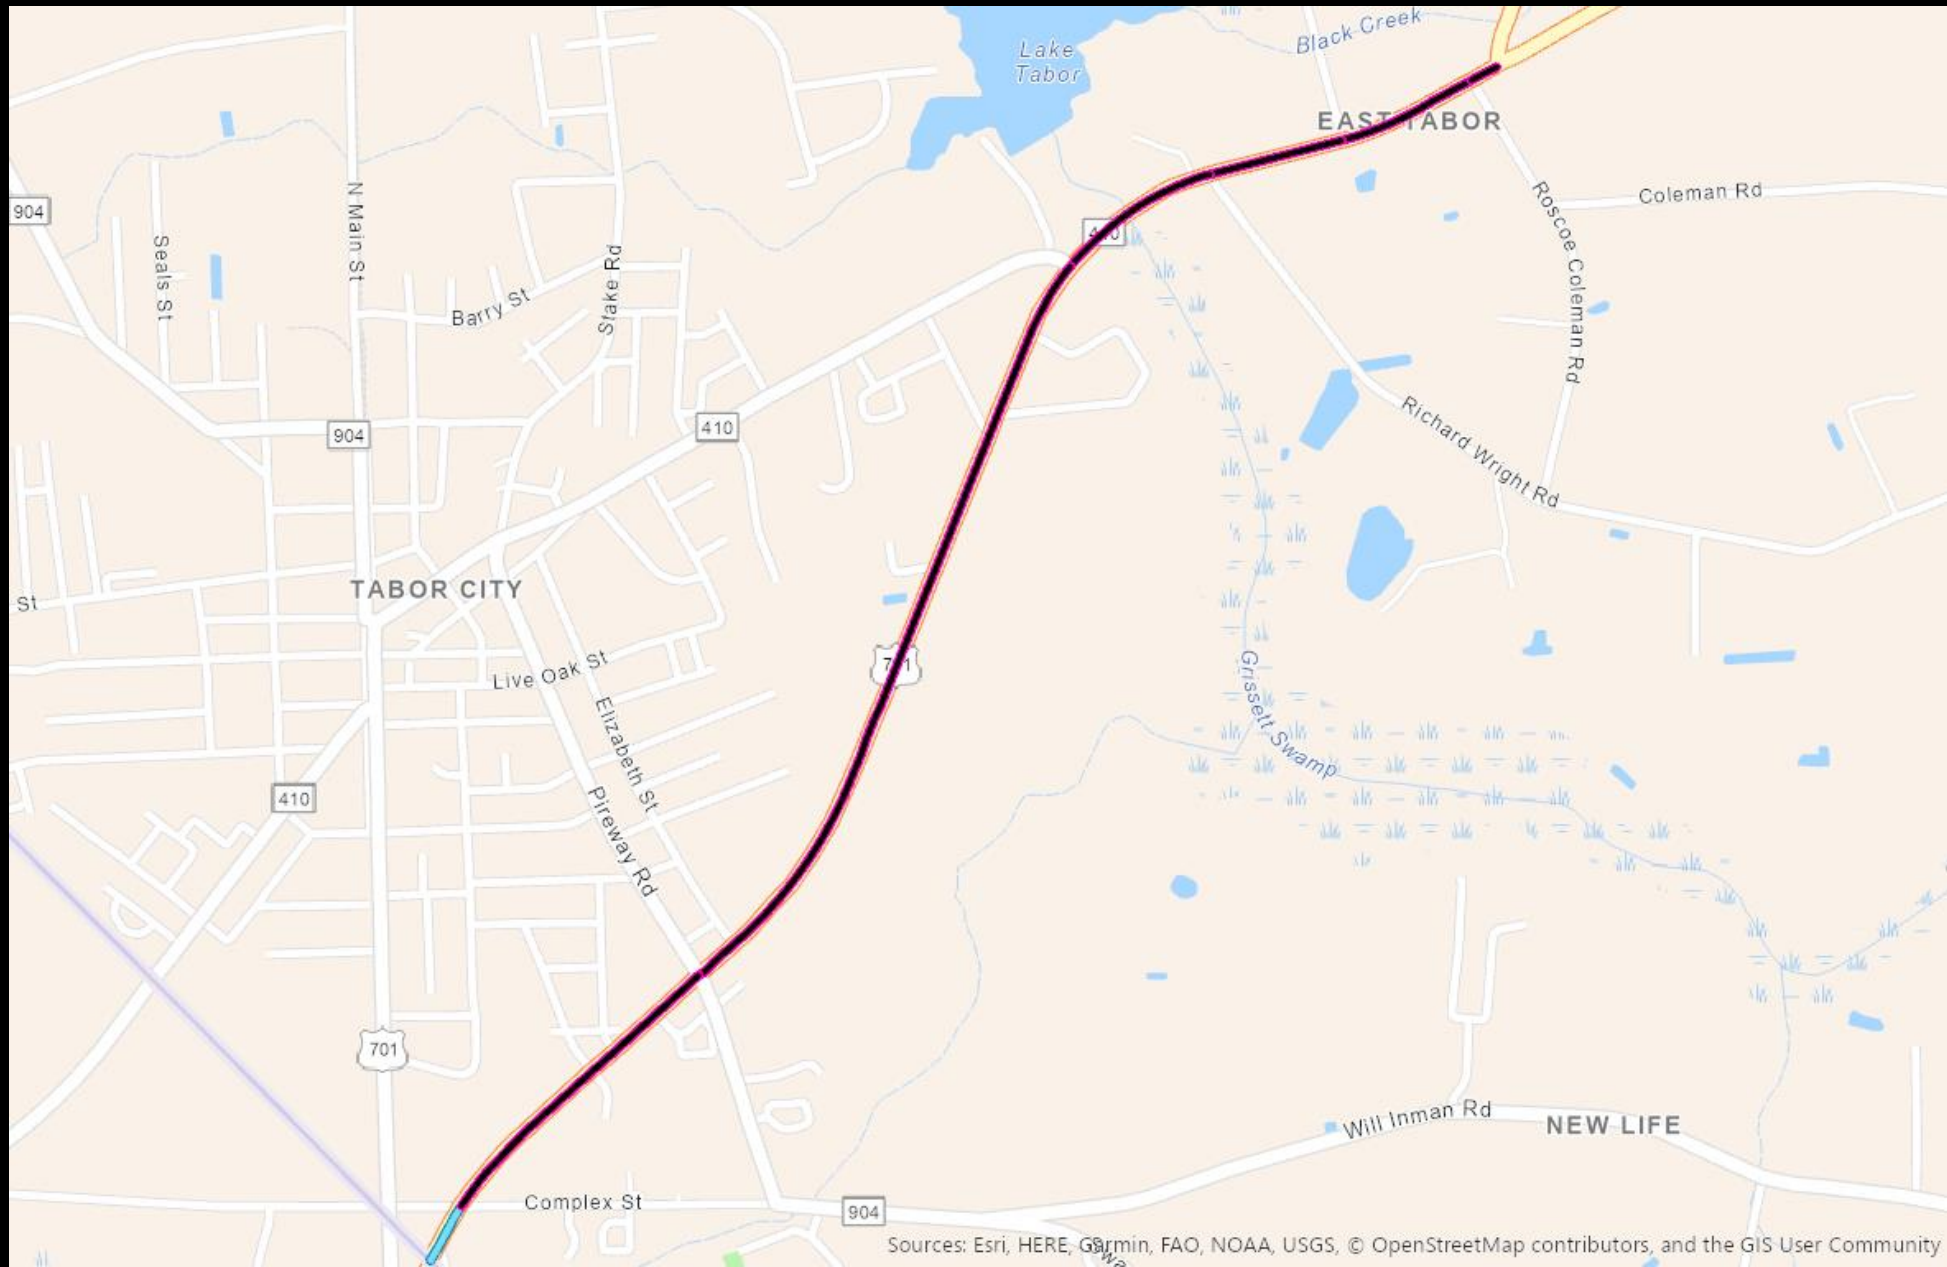 Lake
Tabor
Black Creek
EAST TABOR
904
N Main St
Seals St
Stake Rd
Barry St
Roscoe Coleman Rd
Coleman Rd
410
904
410
Richard Wright Rd
TABOR CITY
St
Live Oak St
Elizabeth St
701
Grissett Swamp
410
Pireway Rd
701
Will Inman Rd
NEW LIFE
Complex St
904
Sources: Esri, HERE, Garmin, FAO, NOAA, USGS, © OpenStreetMap contributors, and the GIS User Community